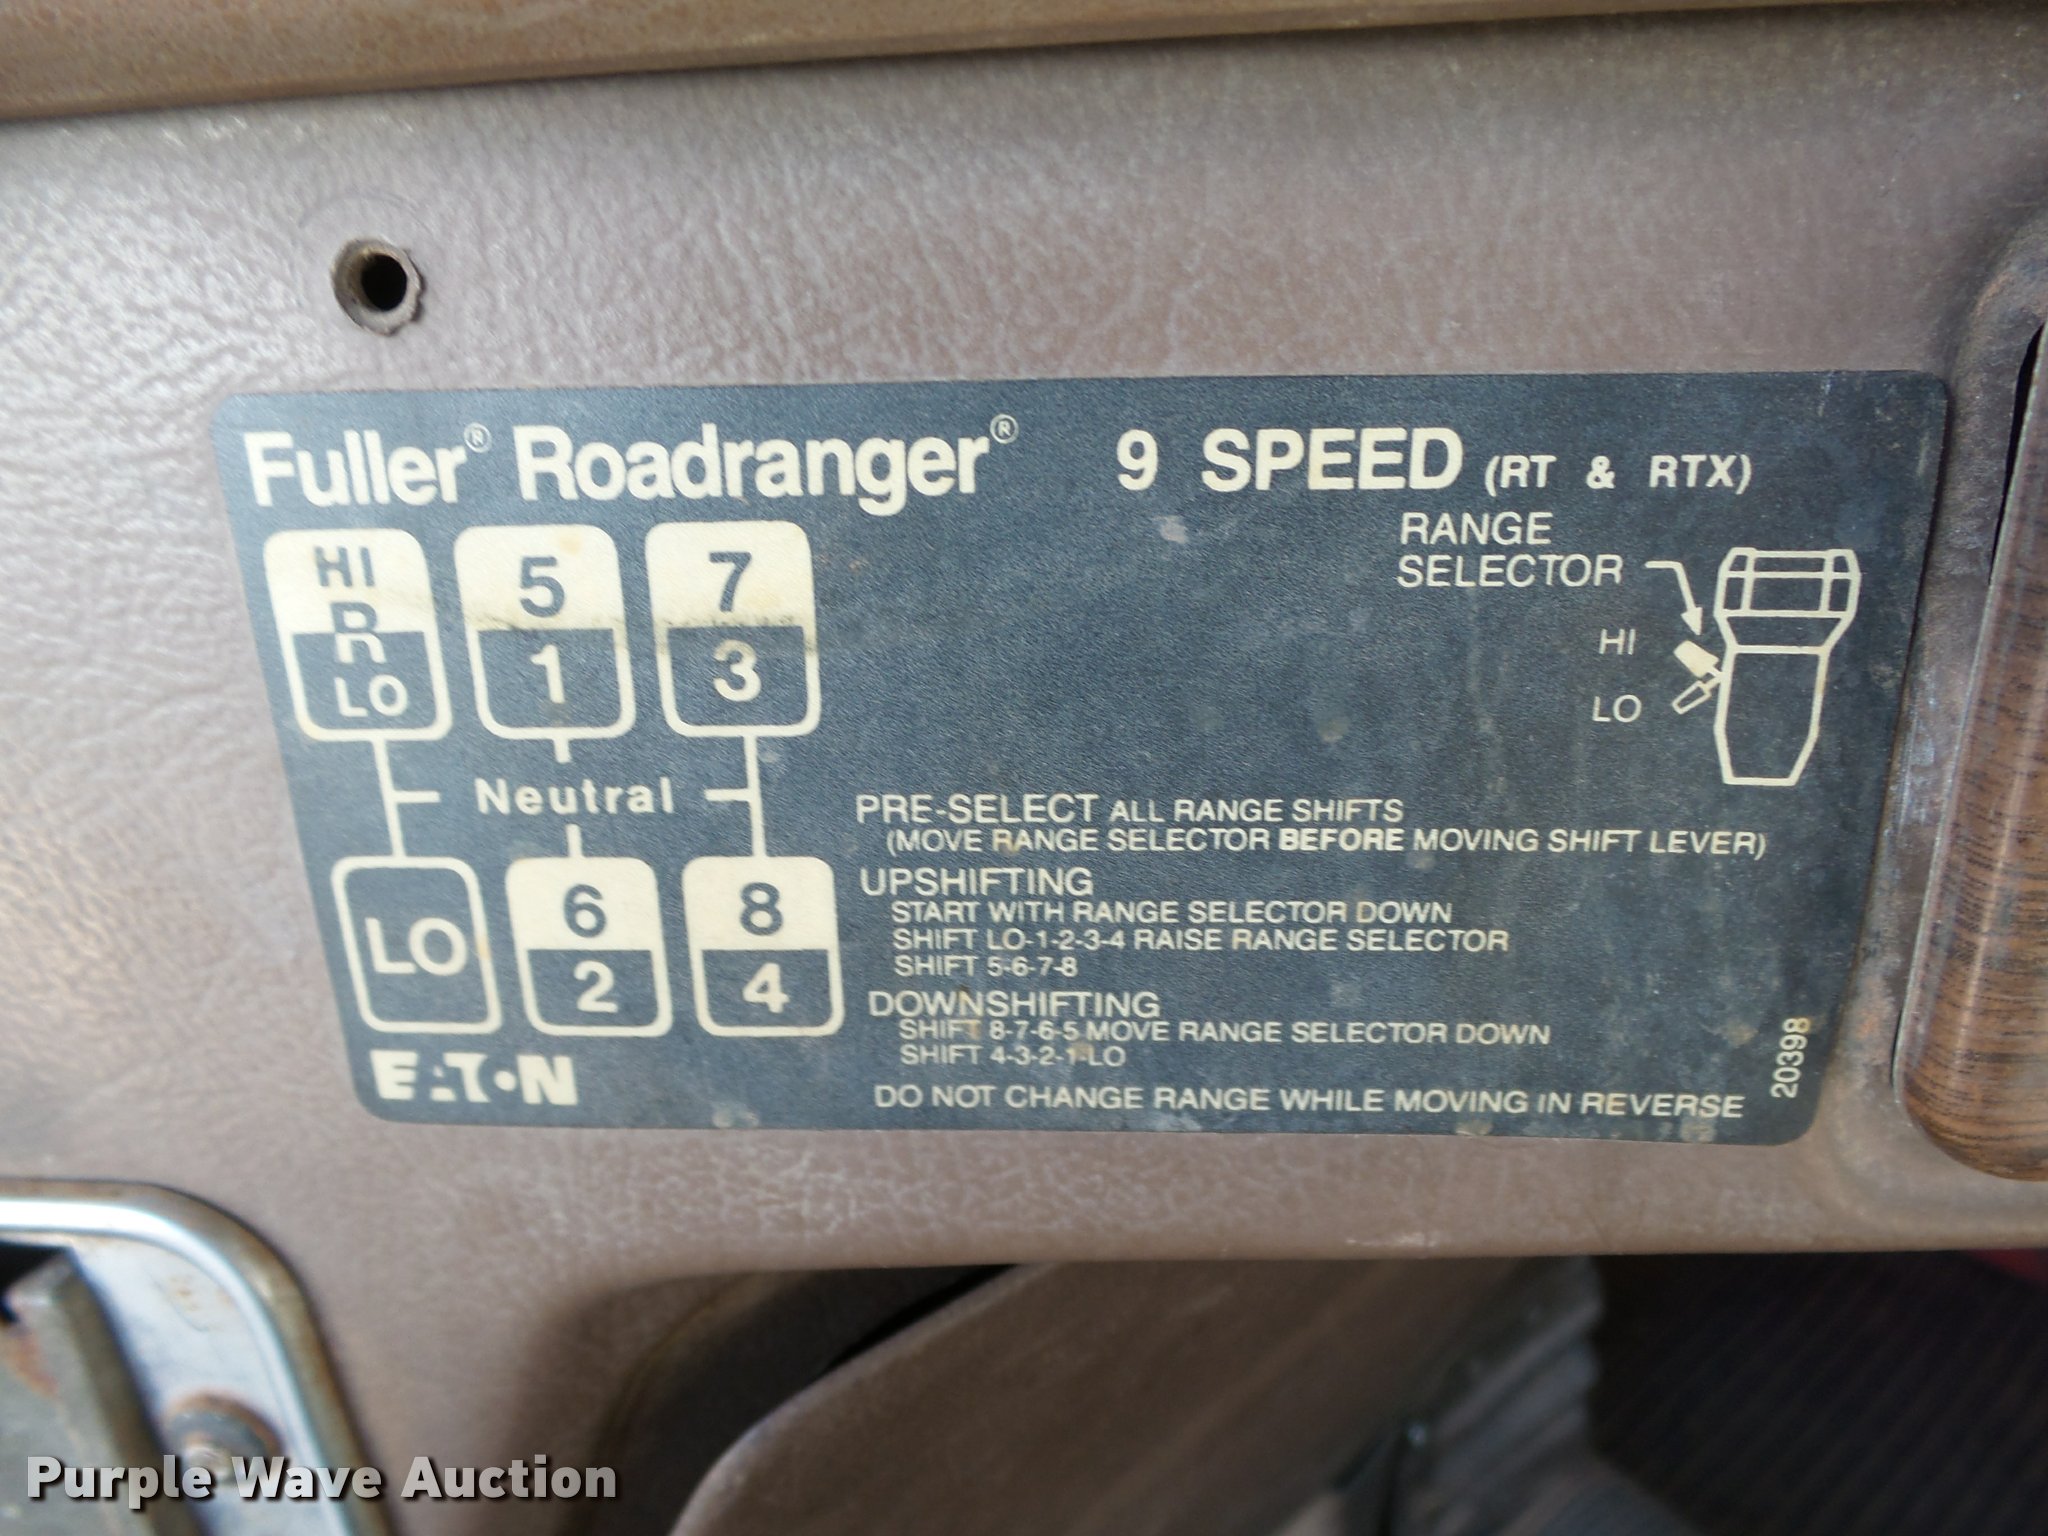 Fuller® Roadranger® 9 SPEED (RT & RTX)
RANGE
SELECTOR
HI
LO
HI
R
LO
5
1
7
3
Neutral
LO
6
2
8
4
PRE-SELECT ALL RANGE SHIFTS
(MOVE RANGE SELECTOR BEFORE MOVING SHIFT LEVER)
UPSHIFTING
START WITH RANGE SELECTOR DOWN
SHIFT LO-1-2-3-4 RAISE RANGE SELECTOR
SHIFT 5-6-7-8
DOWNSHIFTING
SHIFT 8-7-6-5 MOVE RANGE SELECTOR DOWN
SHIFT 4-3-2-1-LO
DO NOT CHANGE RANGE WHILE MOVING IN REVERSE
EATON
20398
Purple Wave Auction